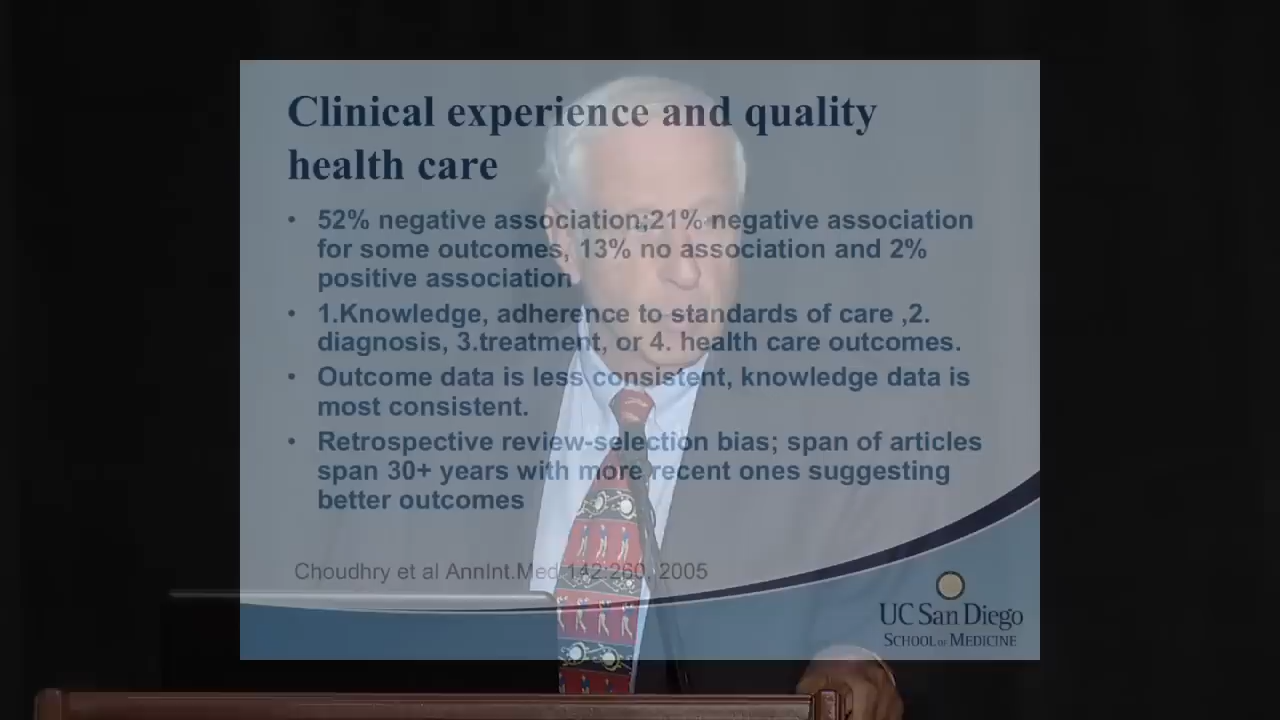 Clinical experience and quality
health care
• 52% negative association;21% negative association
for some outcomes, 13% no association and 2%
positive association
• 1.Knowledge, adherence to standards of care ,2.
diagnosis, 3.treatment, or 4. health care outcomes.
• Outcome data is less consistent, knowledge data is
most consistent.
• Retrospective review-selection bias; span of articles
span 30+ years with more recent ones suggesting
better outcomes
Choudhry et al AnnInt.Med 142:260, 2005
UC San Diego
SCHOOL OF MEDICINE